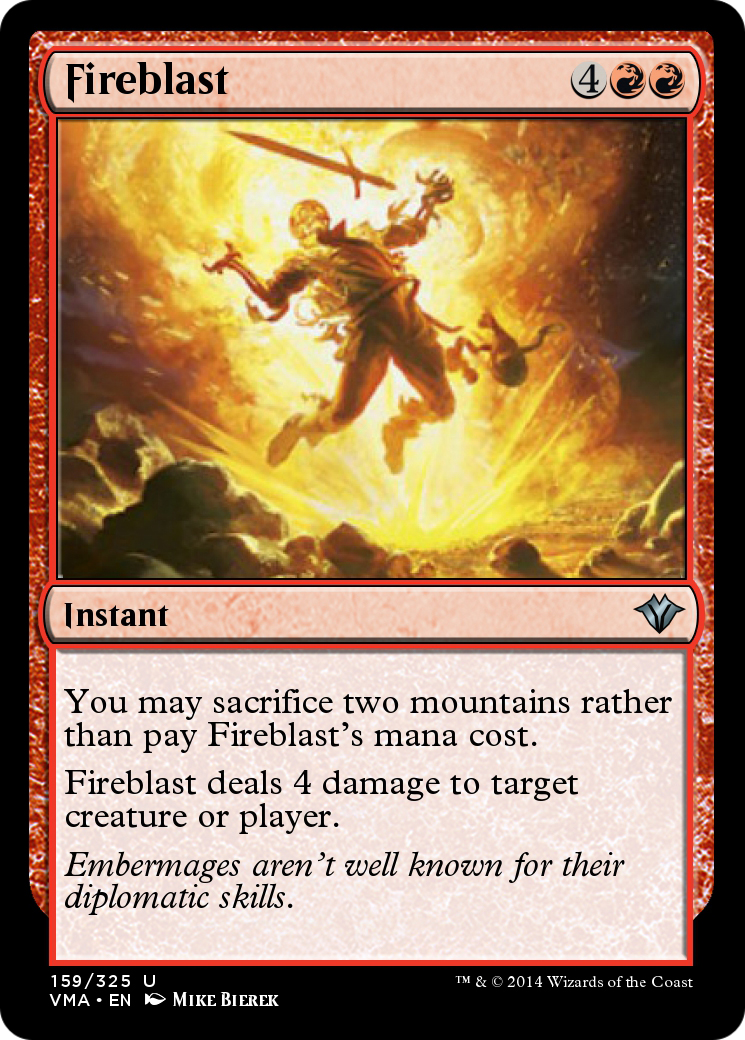 Fireblast 4
Instant
You may sacrifice two mountains rather
than pay Fireblast's mana cost.
Fireblast deals 4 damage to target
creature or player.
Embermages aren't well known for their
diplomatic skills.
159/325 U ™ & © 2014 Wizards of the Coast
VMA • EN Mike Bierek